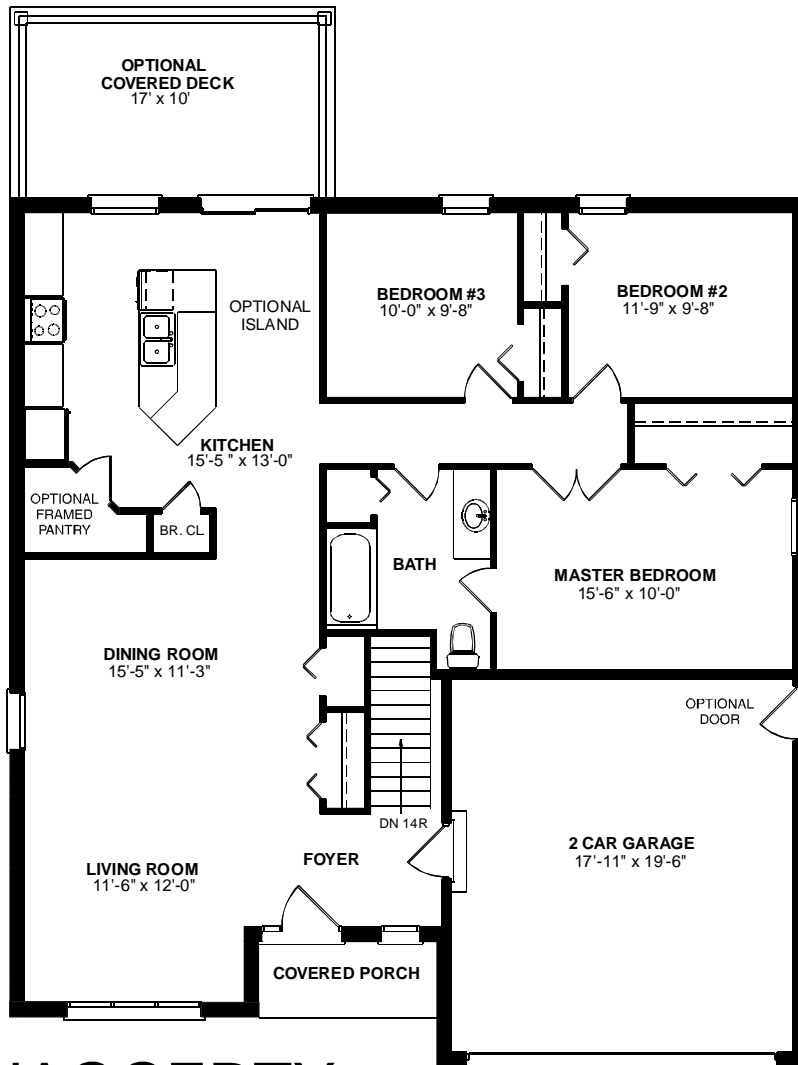 OPTIONAL
COVERED DECK
17' x 10'
BEDROOM #3
10'-0" x 9'-8"
BEDROOM #2
11'-9" x 9'-8"
OPTIONAL
ISLAND
KITCHEN
15'-5 " x 13'-0"
OPTIONAL
FRAMED
PANTRY
BR. CL
BATH
MASTER BEDROOM
15'-6" x 10'-0"
DINING ROOM
15'-5" x 11'-3"
OPTIONAL
DOOR
DN 14R
2 CAR GARAGE
17'-11" x 19'-6"
FOYER
LIVING ROOM
11'-6" x 12'-0"
COVERED PORCH